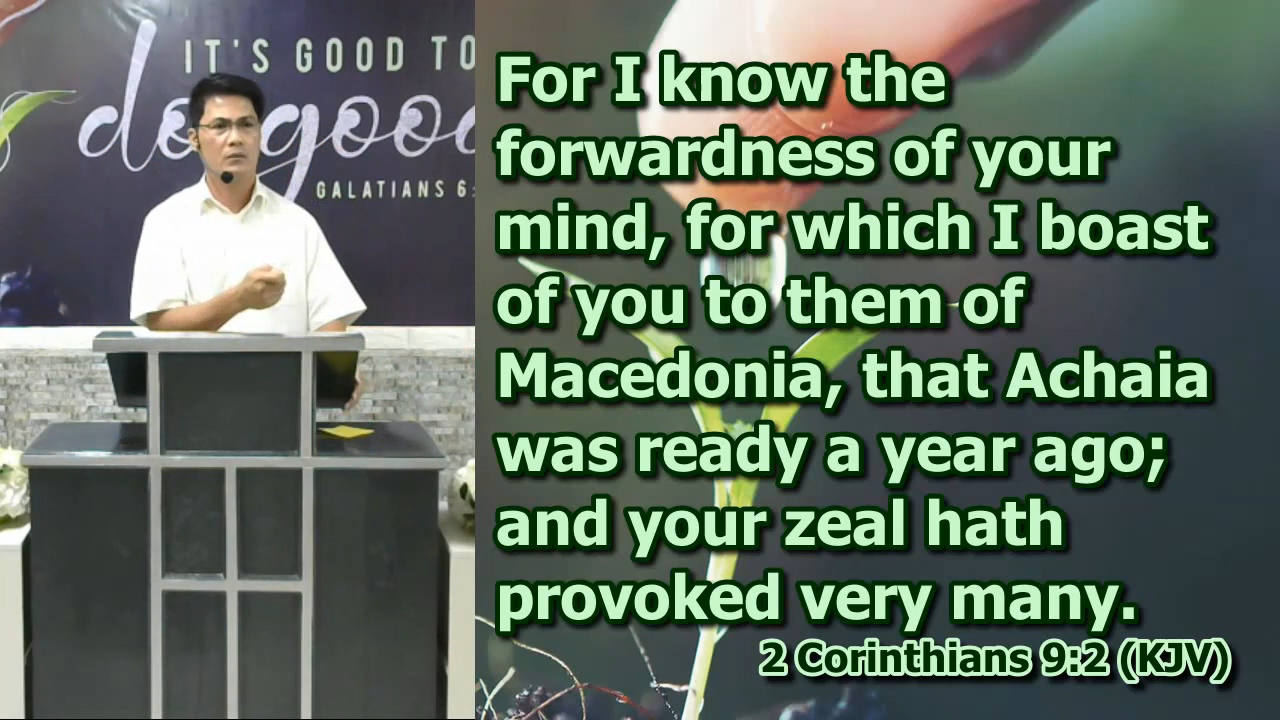 IT'S GOOD TO
do good
GALATIANS 6:
For I know the
forwardness of your
mind, for which I boast
of you to them of
Macedonia, that Achaia
was ready a year ago;
and your zeal hath
provoked very many.
2 Corinthians 9:2 (KJV)